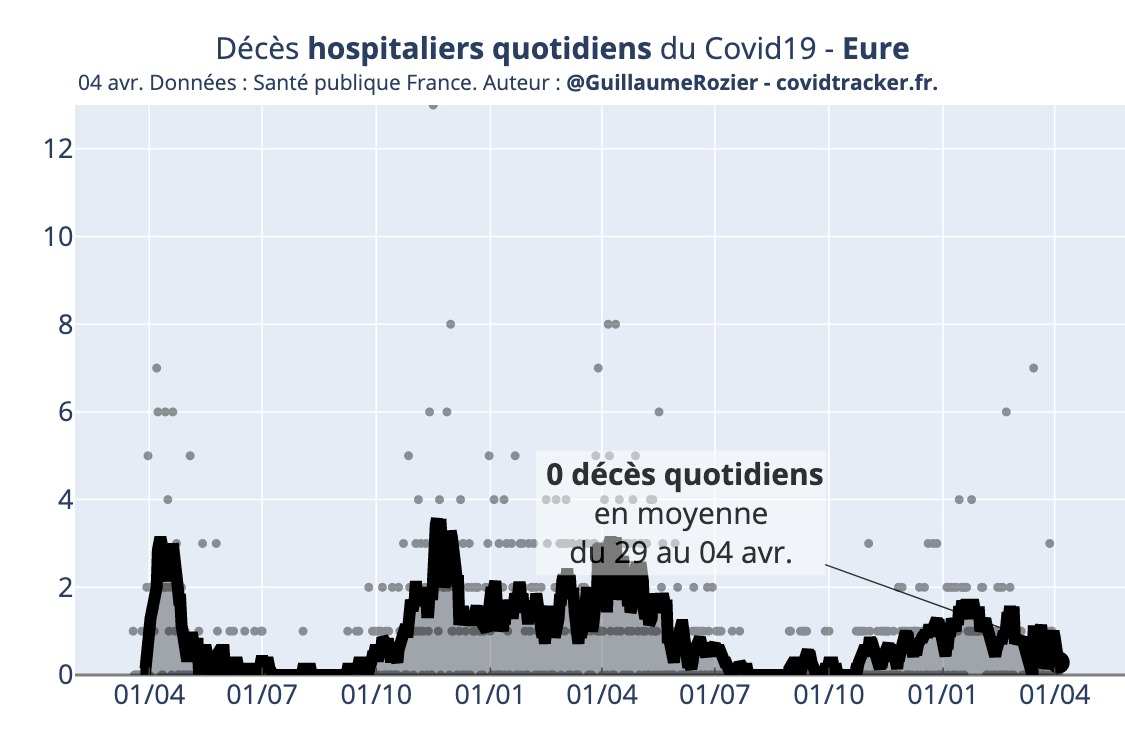 Décès hospitaliers quotidiens du Covid19 - Eure
04 avr. Données : Santé publique France. Auteur : @GuillaumeRozier - covidtracker.fr.
12
10
8
6
4
2
0
0 décès quotidiens
en moyenne
du 29 au 04 avr.
01/04 01/07 01/10 01/01 01/04 01/07 01/10 01/01 01/04